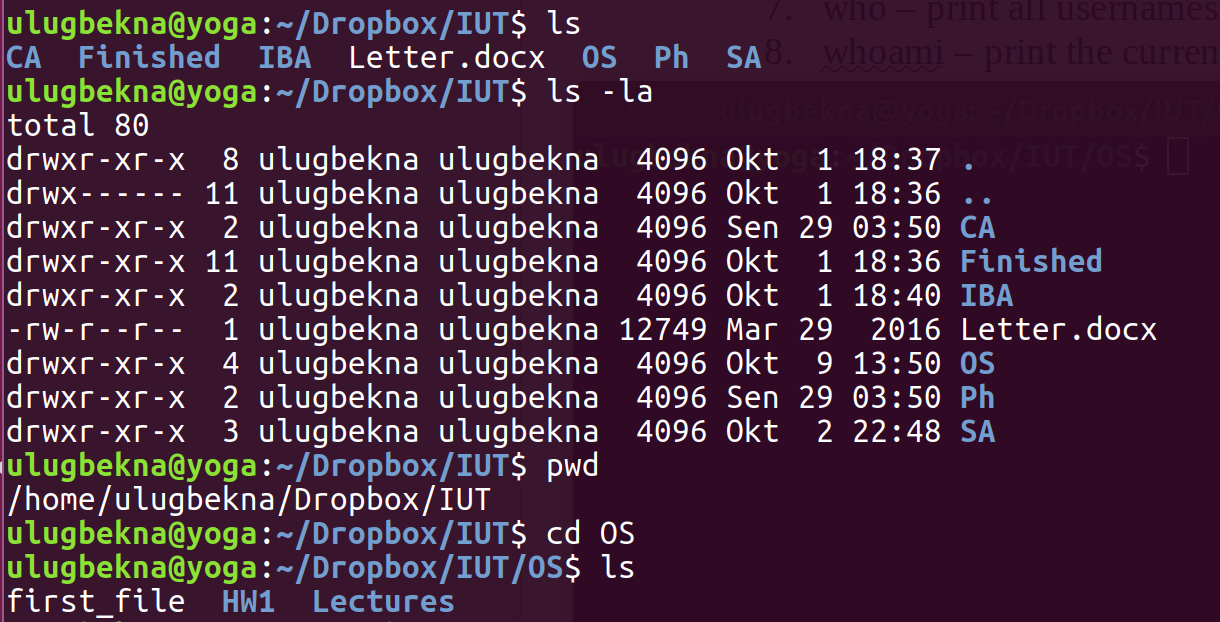 ulugbekna@yoga:~/Dropbox/IUT$ ls
7. who – print all usernames
CA  Finished  IBA  Letter.docx  OS  Ph  SA
8. whoami – print the curren
ulugbekna@yoga:~/Dropbox/IUT$ ls -la
ulugbekna@yoga: ~/Dropbox/IUT/
total 80
drwxr-xr-x  8 ulugbekna ulugbekna  4096 Okt  1 18:37 .
drwx------ 11 ulugbekna ulugbekna  4096 Okt  1 18:36 ..
drwxr-xr-x  2 ulugbekna ulugbekna  4096 Sen 29 03:50 CA
drwxr-xr-x 11 ulugbekna ulugbekna  4096 Okt  1 18:36 Finished
drwxr-xr-x  2 ulugbekna ulugbekna  4096 Okt  1 18:40 IBA
-rw-r--r--  1 ulugbekna ulugbekna 12749 Mar 29  2016 Letter.docx
drwxr-xr-x  4 ulugbekna ulugbekna  4096 Okt  9 13:50 OS
drwxr-xr-x  2 ulugbekna ulugbekna  4096 Sen 29 03:50 Ph
drwxr-xr-x  3 ulugbekna ulugbekna  4096 Okt  2 22:48 SA
ulugbekna@yoga:~/Dropbox/IUT$ pwd
/home/ulugbekna/Dropbox/IUT
ulugbekna@yoga:~/Dropbox/IUT$ cd OS
ulugbekna@yoga:~/Dropbox/IUT/OS$ ls
first_file  HW1  Lectures